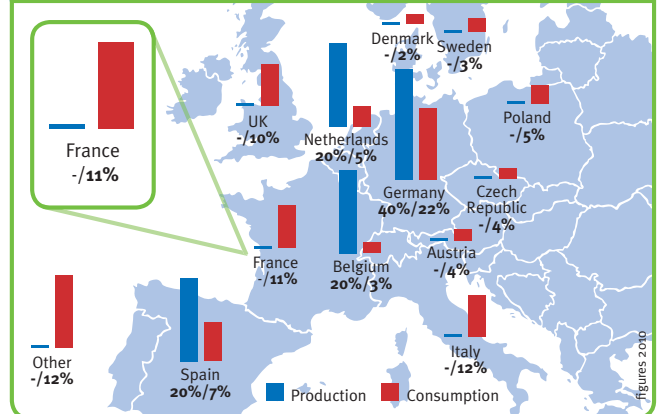 Denmark
-/2%
Sweden
-/3%
France
-/11%
UK
-/10%
Netherlands
20%/5%
Poland
-/5%
Germany
40%/22%
Czech
Republic
-/4%
France
-/11%
Belgium
20%/3%
Austria
-/4%
Other
-/12%
Spain
20%/7%
Italy
-/12%
Production
Consumption
figures 2010